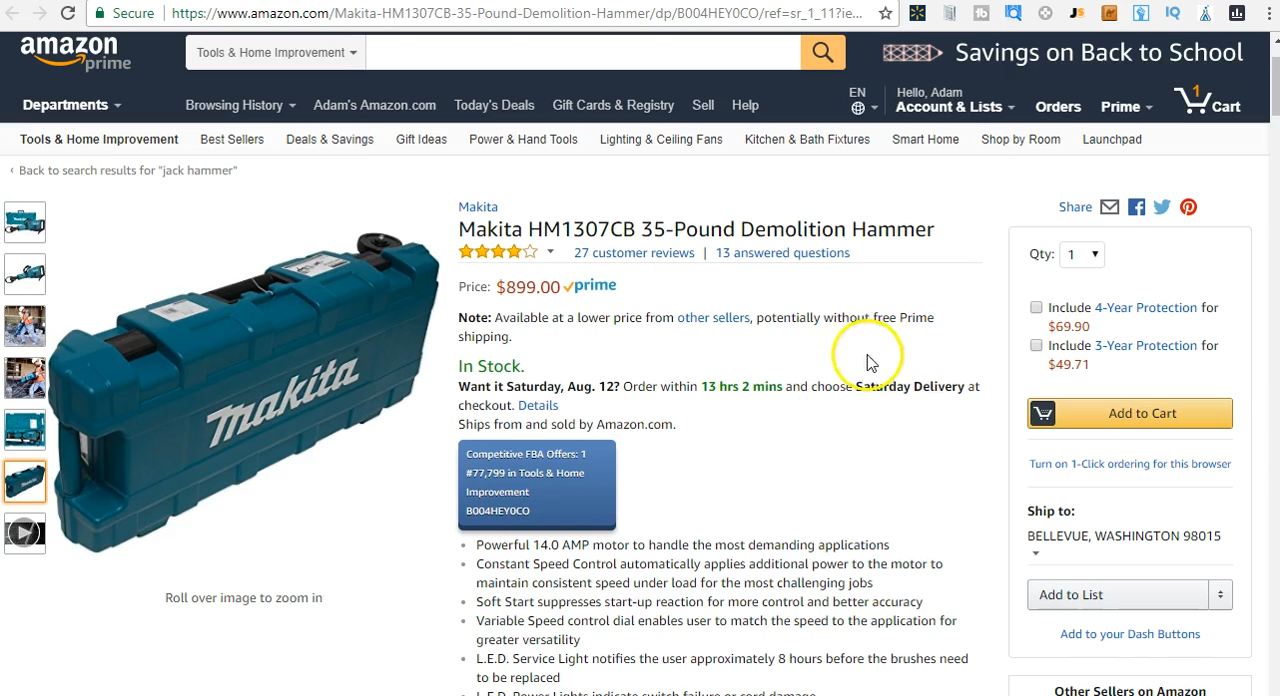 Secure
https://www.amazon.com/Makita-HM1307CB-35-Pound-Demolition-Hammer/dp/B004HEY0CO/ref=sr_1_11?ie...
tb
JS
IQ
amazon
prime
Tools & Home Improvement
Savings on Back to School
Departments
Browsing History
Adam's Amazon.com
Today's Deals
Gift Cards & Registry
Sell
Help
EN
Hello, Adam
Account & Lists
Orders
Prime
1
Cart
Tools & Home Improvement
Best Sellers
Deals & Savings
Gift Ideas
Power & Hand Tools
Lighting & Ceiling Fans
Kitchen & Bath Fixtures
Smart Home
Shop by Room
Launchpad
‹ Back to search results for "jack hammer"
Makita
Makita HM1307CB 35-Pound Demolition Hammer
27 customer reviews | 13 answered questions
Price: $899.00 prime
Note: Available at a lower price from other sellers, potentially without free Prime
shipping.
In Stock.
Want it Saturday, Aug. 12? Order within 13 hrs 2 mins and choose Saturday Delivery at
checkout. Details
Ships from and sold by Amazon.com.
Competitive FBA Offers: 1
#77,799 in Tools & Home
Improvement
B004HEY0CO
• Powerful 14.0 AMP motor to handle the most demanding applications
• Constant Speed Control automatically applies additional power to the motor to
maintain consistent speed under load for the most challenging jobs
• Soft Start suppresses start-up reaction for more control and better accuracy
• Variable Speed control dial enables user to match the speed to the application for
greater versatility
• L.E.D. Service Light notifies the user approximately 8 hours before the brushes need
to be replaced
• L.E.D. Power Lights indicate switch failure or cord damage
makita
Roll over image to zoom in
Share
Qty: 1
Include 4-Year Protection for
$69.90
Include 3-Year Protection for
$49.71
Add to Cart
Turn on 1-Click ordering for this browser
Ship to:
BELLEVUE, WASHINGTON 98015
Add to List
Add to your Dash Buttons
Other Sellers on Amazon